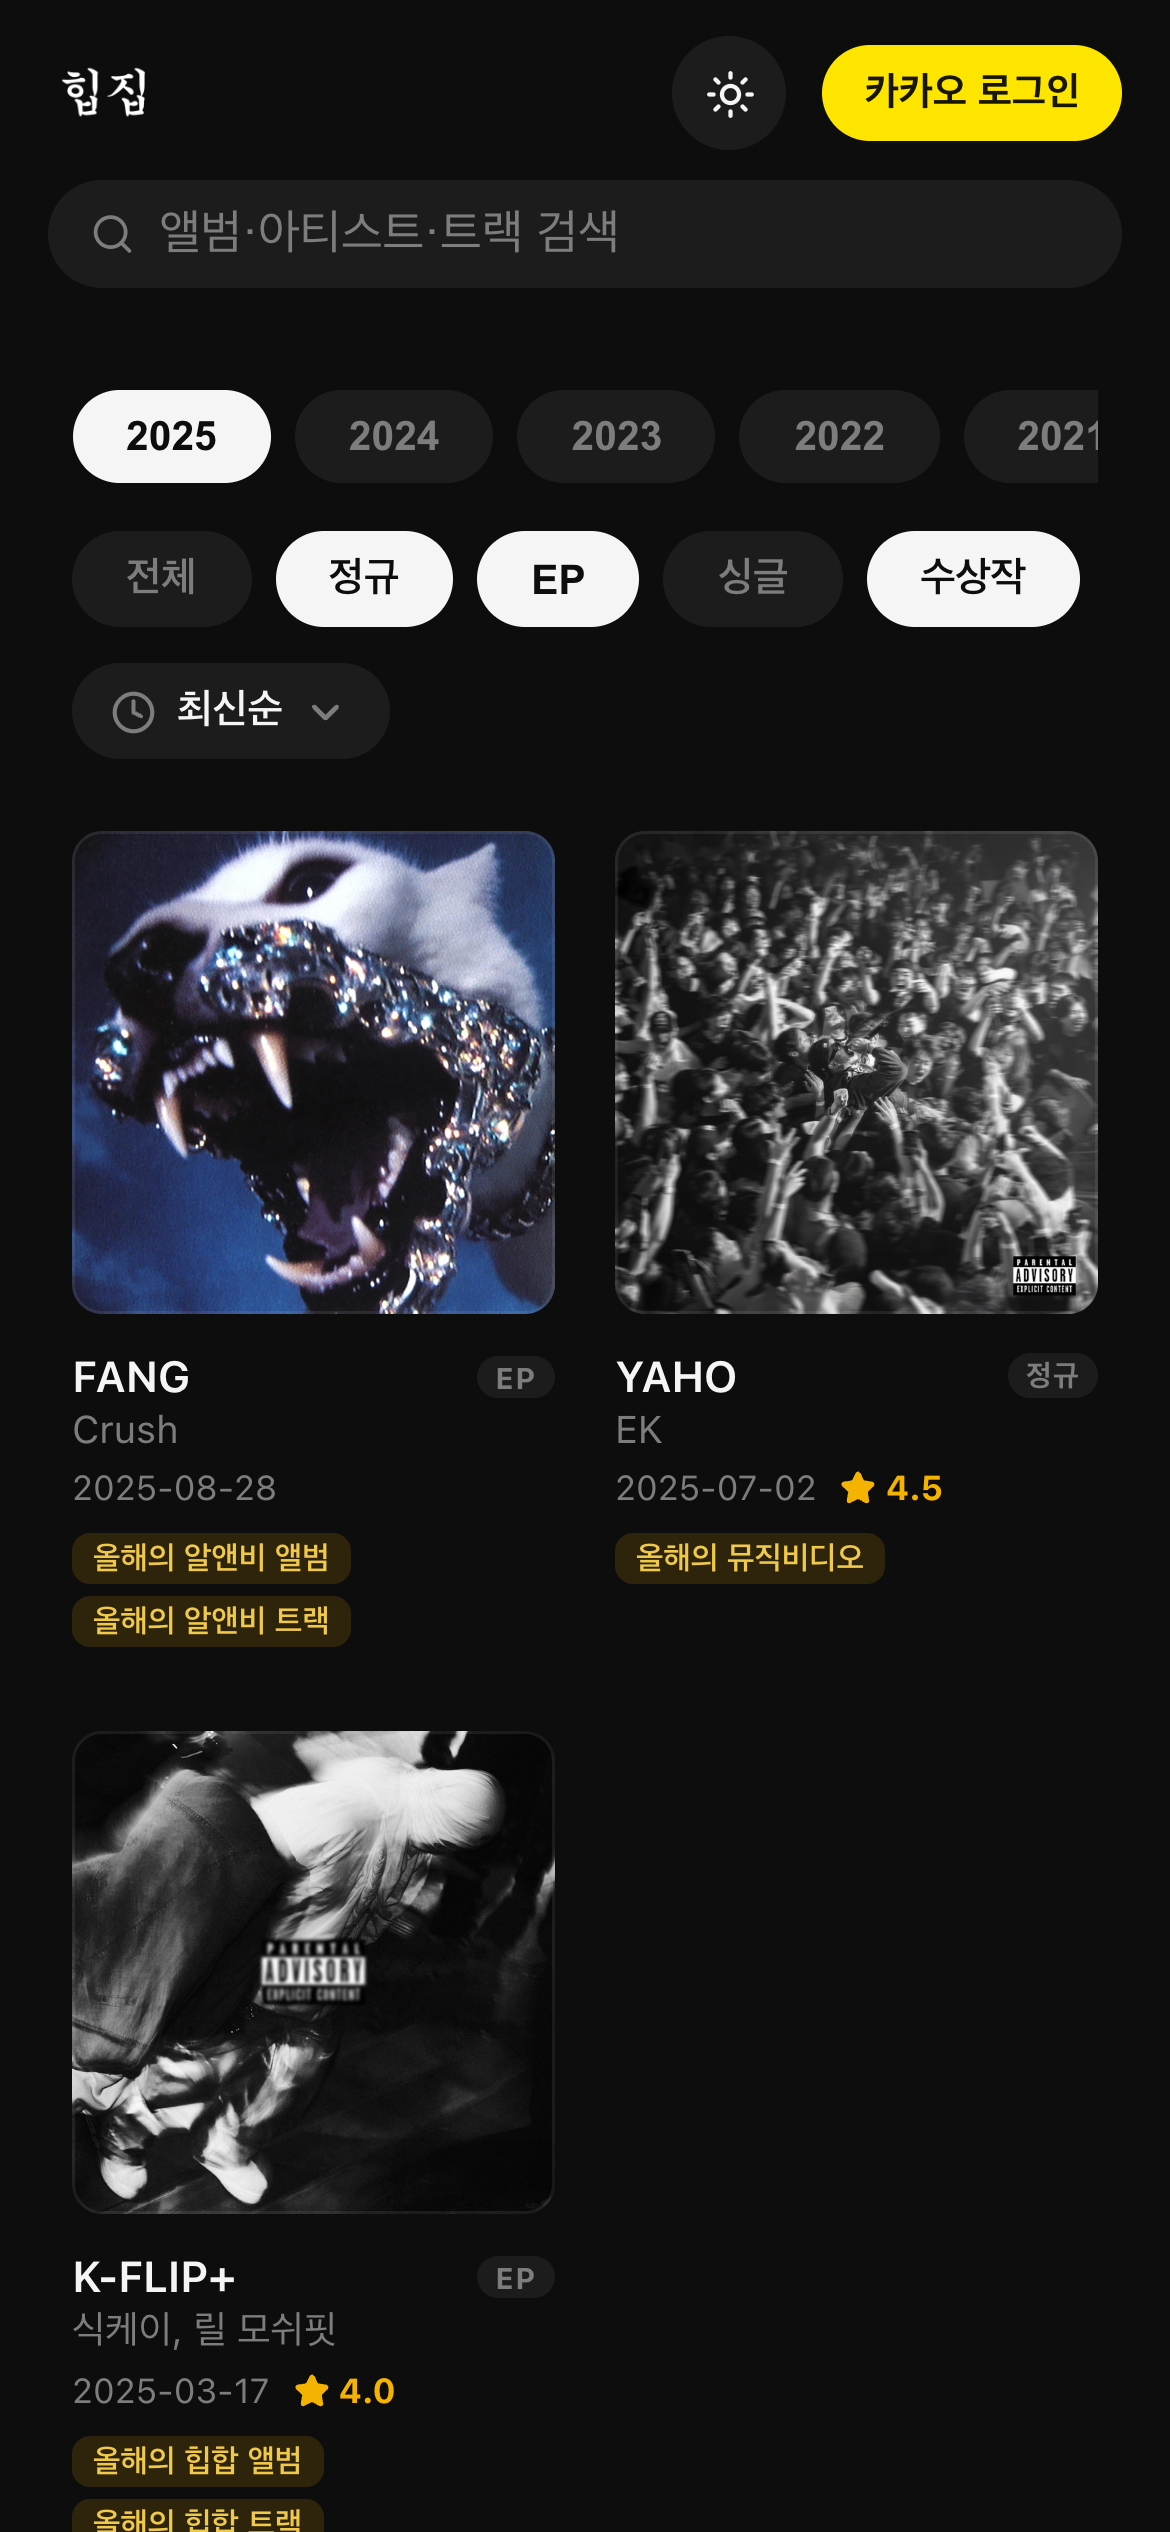 힙집
카카오 로그인
앨범·아티스트·트랙 검색
2025 2024 2023 2022 2021
전체 정규 EP 싱글 수상작
최신순
PARENTAL
ADVISORY
EXPLICIT CONTENT
FANG EP
Crush
2025-08-28
올해의 알앤비 앨범
올해의 알앤비 트랙
YAHO 정규
EK
2025-07-02 4.5
올해의 뮤직비디오
PARENTAL
ADVISORY
EXPLICIT CONTENT
K-FLIP+ EP
식케이, 릴 모쉬핏
2025-03-17 4.0
올해의 힙합 앨범
올해의 힙합 트랙